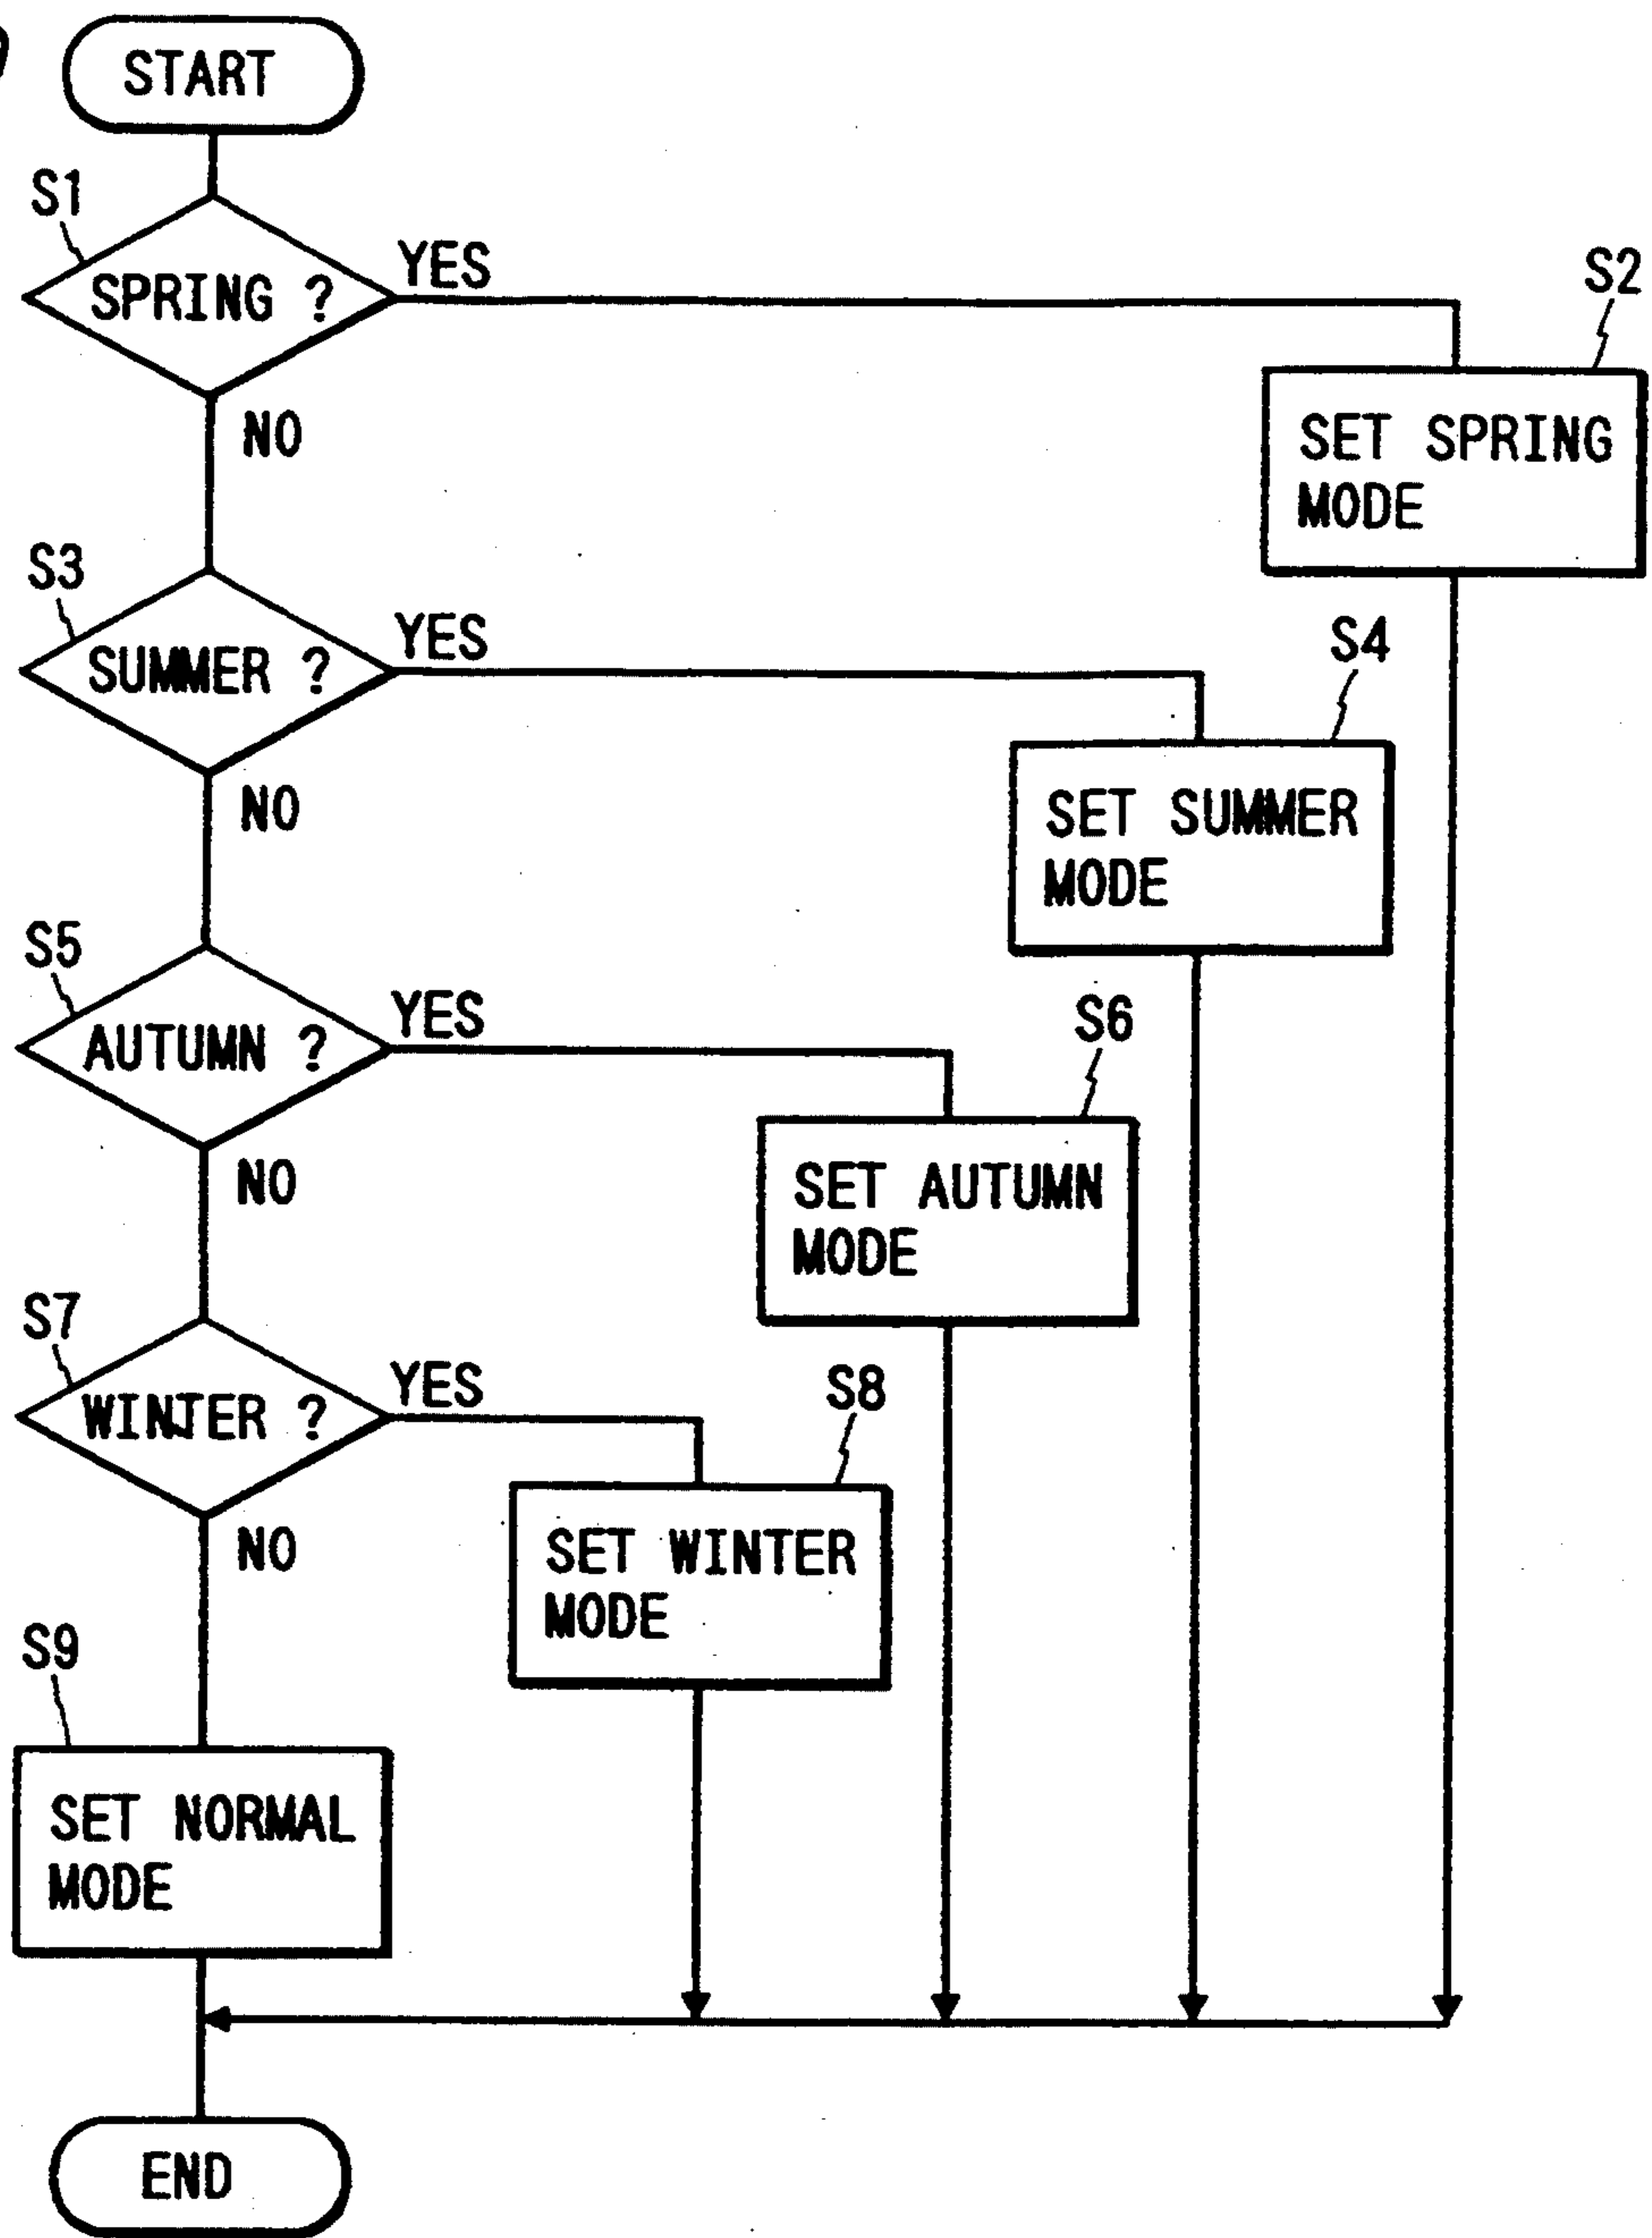 START
S1
SPRING ?
YES
S2
SET SPRING
MODE
NO
S3
SUMMER ?
YES
S4
SET SUMMER
MODE
NO
S5
AUTUMN ?
YES
S6
SET AUTUMN
MODE
NO
S7
WINTER ?
YES
S8
SET WINTER
MODE
NO
S9
SET NORMAL
MODE
END